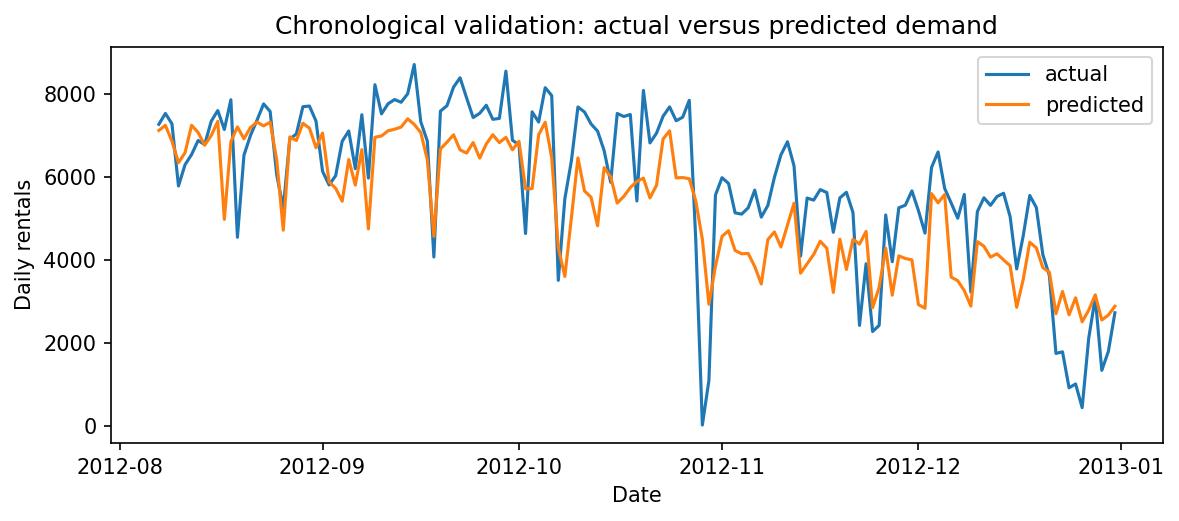 Chronological validation: actual versus predicted demand
actual
predicted
Daily rentals
8000
6000
4000
2000
0
2012-08
2012-09
2012-10
2012-11
2012-12
2013-01
Date